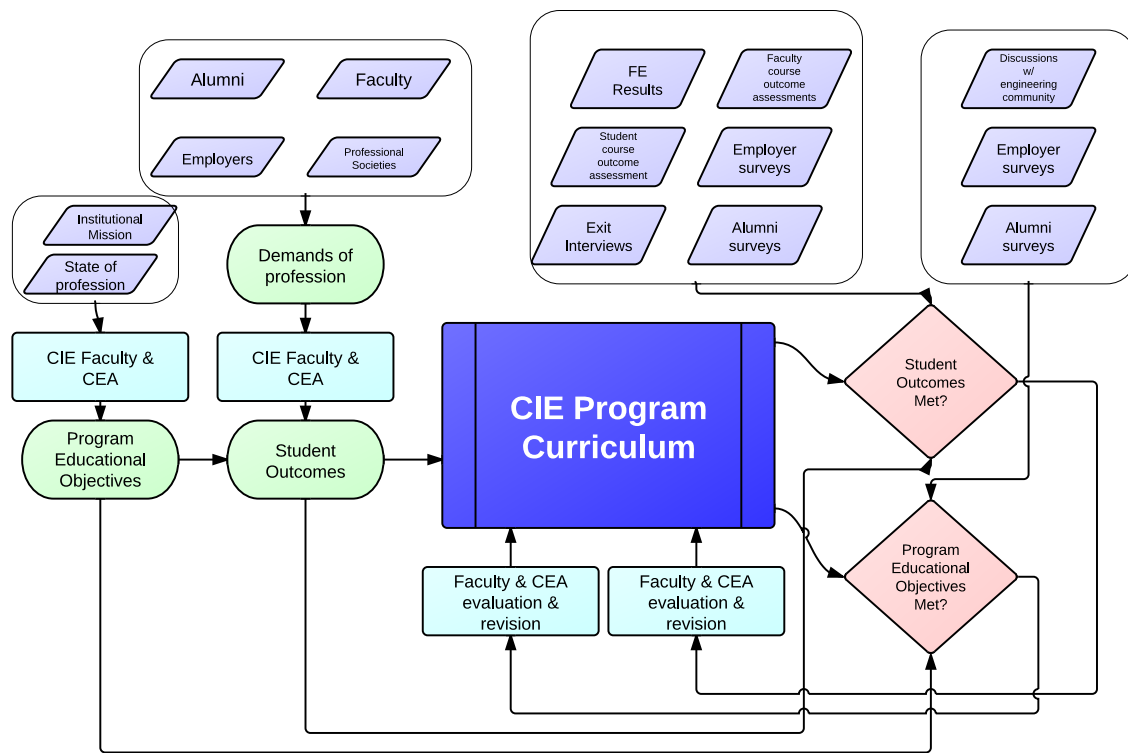 Alumni
Faculty
Employers
Professional
Societies
FE
Results
Faculty
course
outcome
assessments
Student
course
outcome
assessment
Employer
surveys
Exit
Interviews
Alumni
surveys
Discussions
w/
engineering
community
Employer
surveys
Alumni
surveys
Institutional
Mission
State of
profession
Demands of
profession
CIE Faculty &
CEA
CIE Faculty &
CEA
Program
Educational
Objectives
Student
Outcomes
CIE Program
Curriculum
Student
Outcomes
Met?
Program
Educational
Objectives
Met?
Faculty & CEA
evaluation &
revision
Faculty & CEA
evaluation &
revision